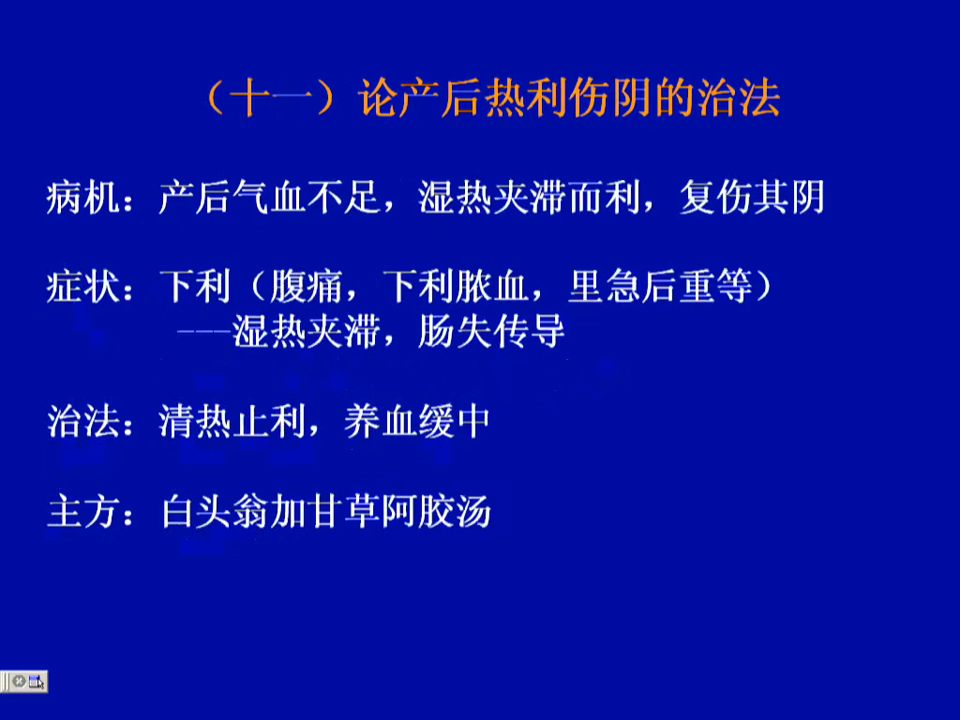 （十一）论产后热利伤阴的治法
病机：产后气血不足，湿热夹滞而利，复伤其阴
症状：下利（腹痛，下利脓血，里急后重等）
---湿热夹滞，肠失传导
治法：清热止利，养血缓中
主方：白头翁加甘草阿胶汤